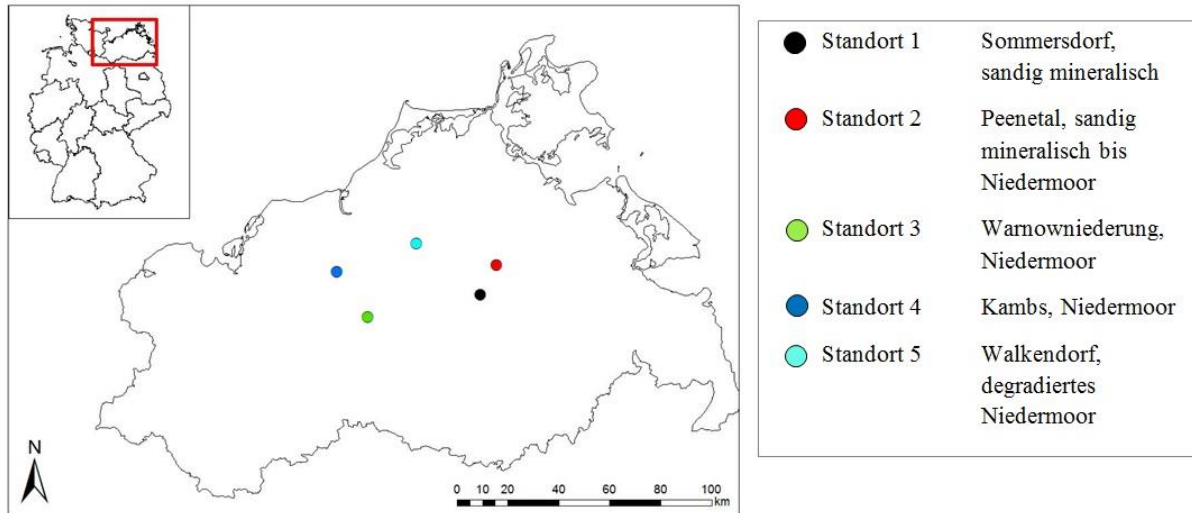 Standort 1 Sommersdorf,
sandig mineralisch
Standort 2 Peenetal, sandig
mineralisch bis
Niedermoor
Standort 3 Warnowniederung,
Niedermoor
Standort 4 Kambs, Niedermoor
Standort 5 Walkendorf,
degradiertes
Niedermoor
N
0 10 20 40 60 80 100
km